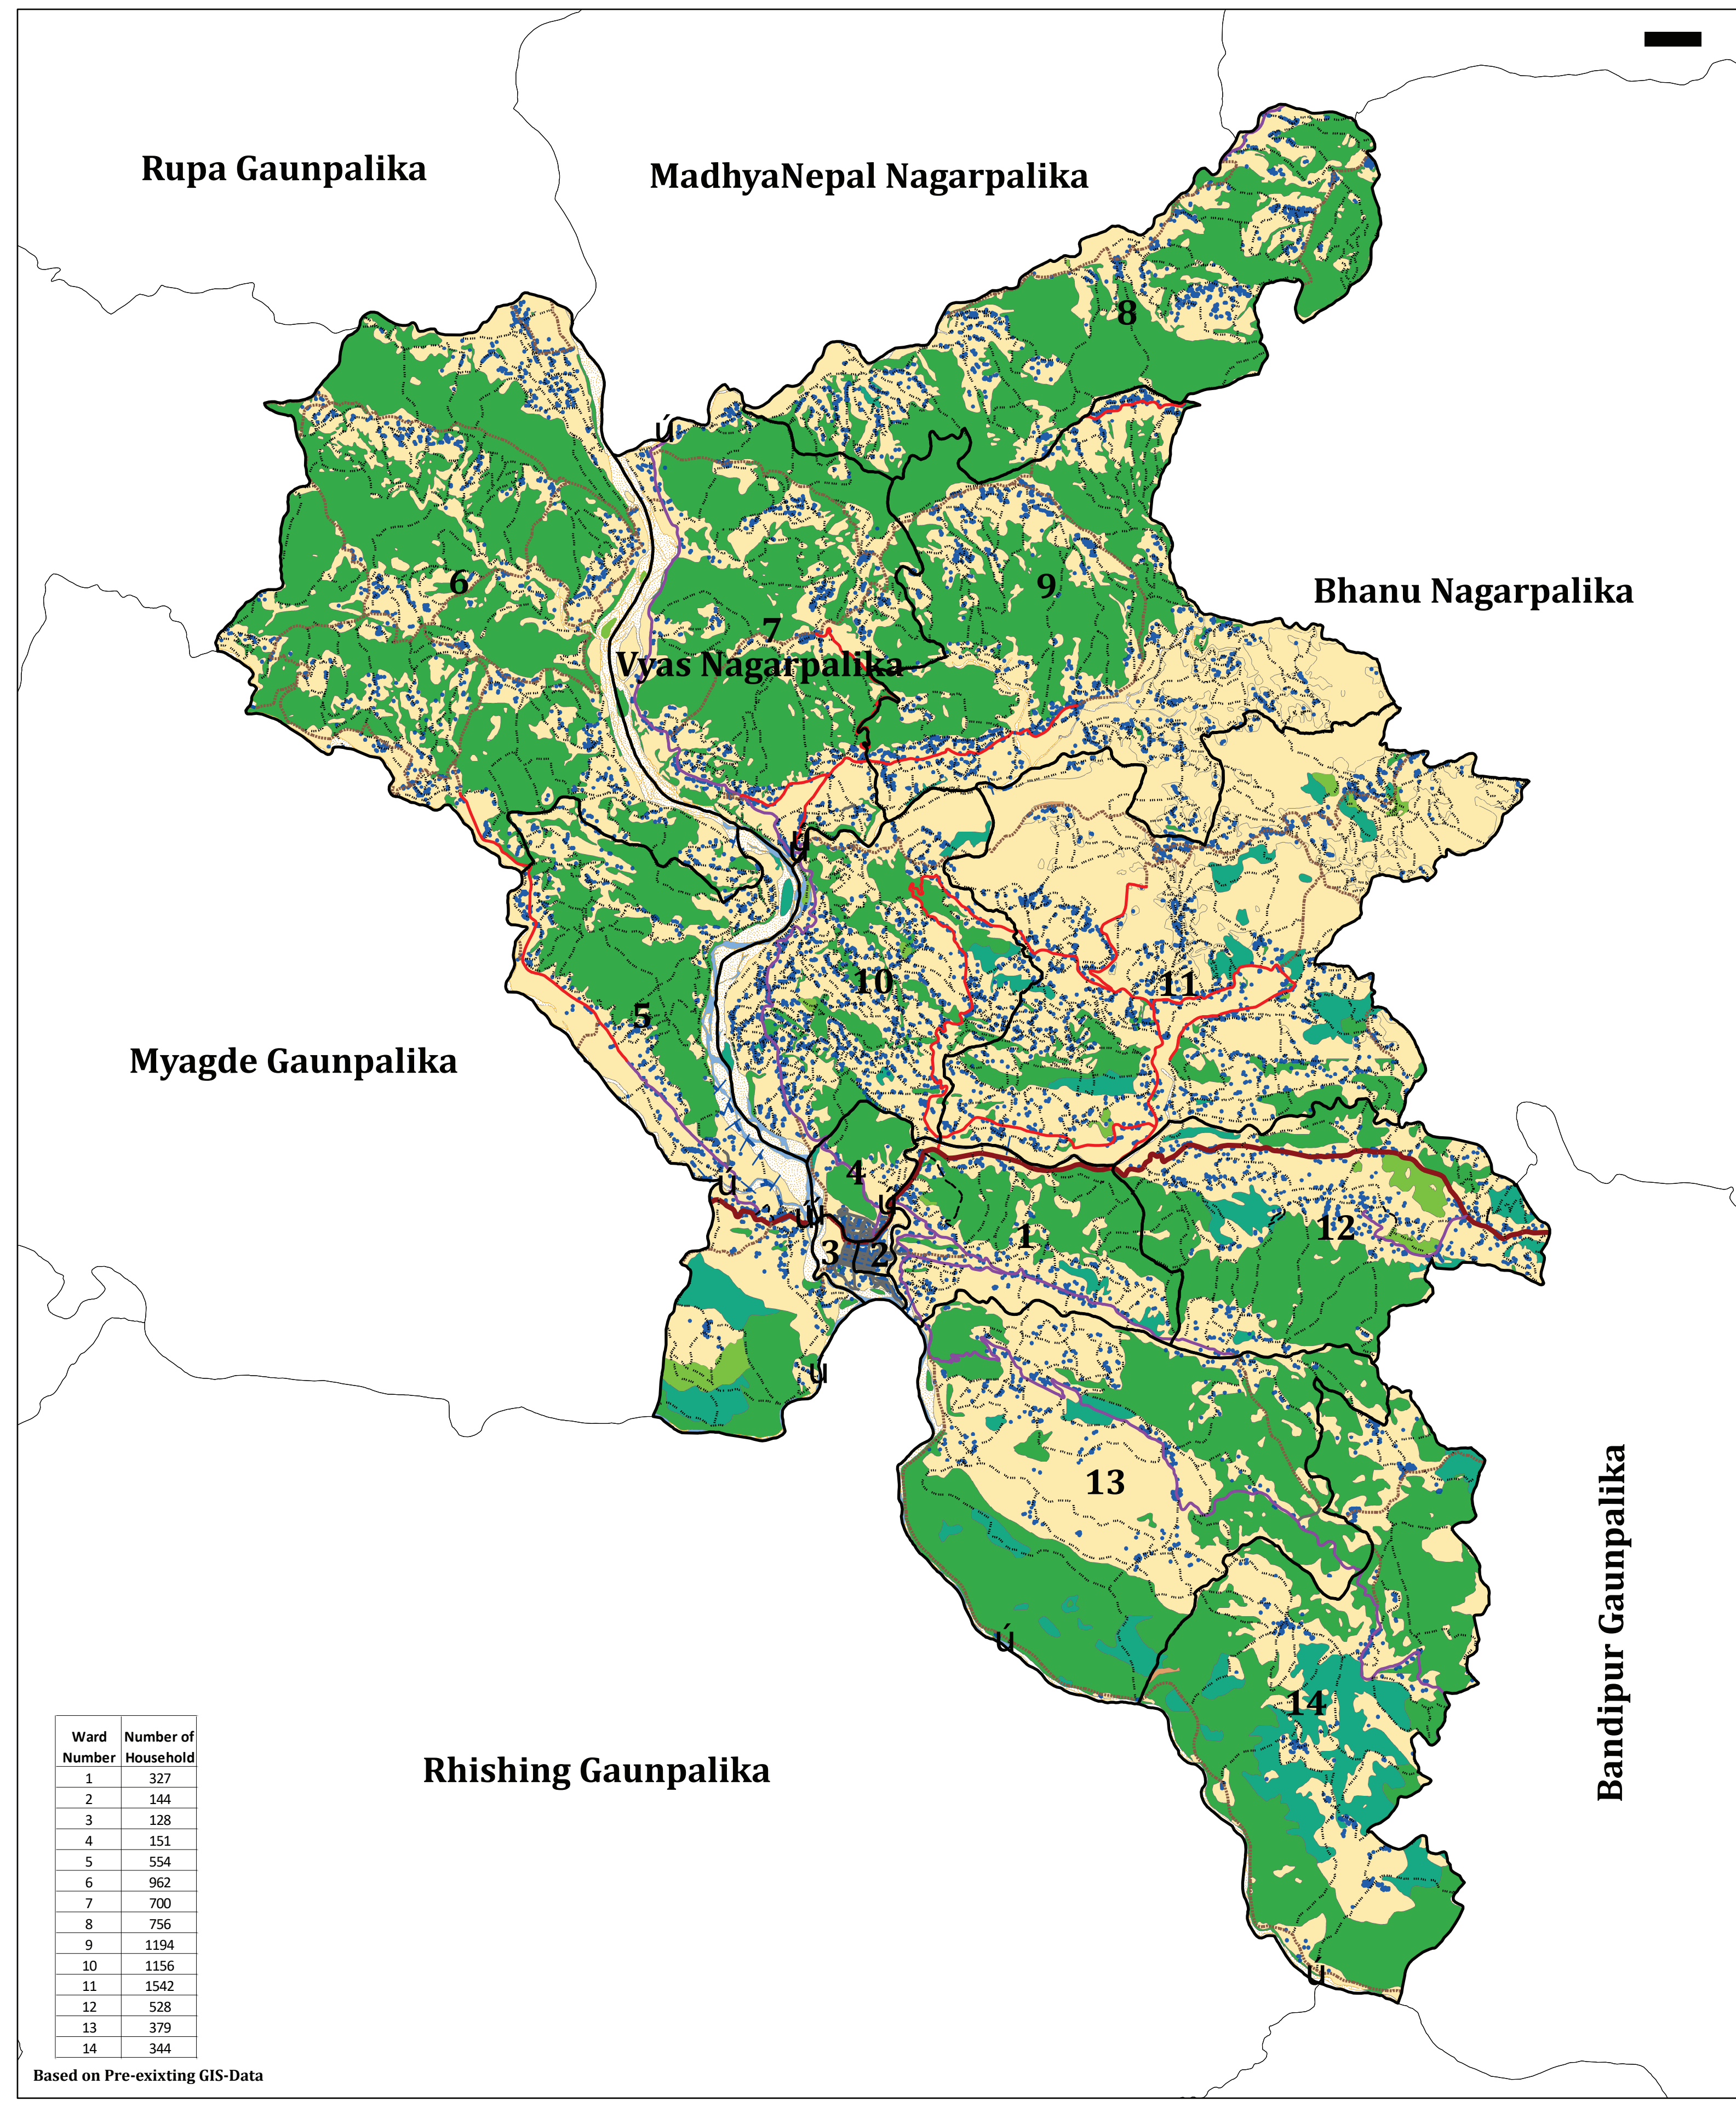 Rupa Gaunpalika
MadhyaNepal Nagarpalika
8
ú
6
9
Bhanu Nagarpalika
7
Vyas Nagarpalika
ú
10
11
5
Myagde Gaunpalika
4
ú
ú
ú
ú
1
12
3
2
ú
13
Bandipur Gaunpalika
ú
14
Rhishing Gaunpalika
ú
Ward Number of
Number Household
1 327
2 144
3 128
4 151
5 554
6 962
7 700
8 756
9 1194
10 1156
11 1542
12 528
13 379
14 344
Based on Pre-exixting GIS-Data